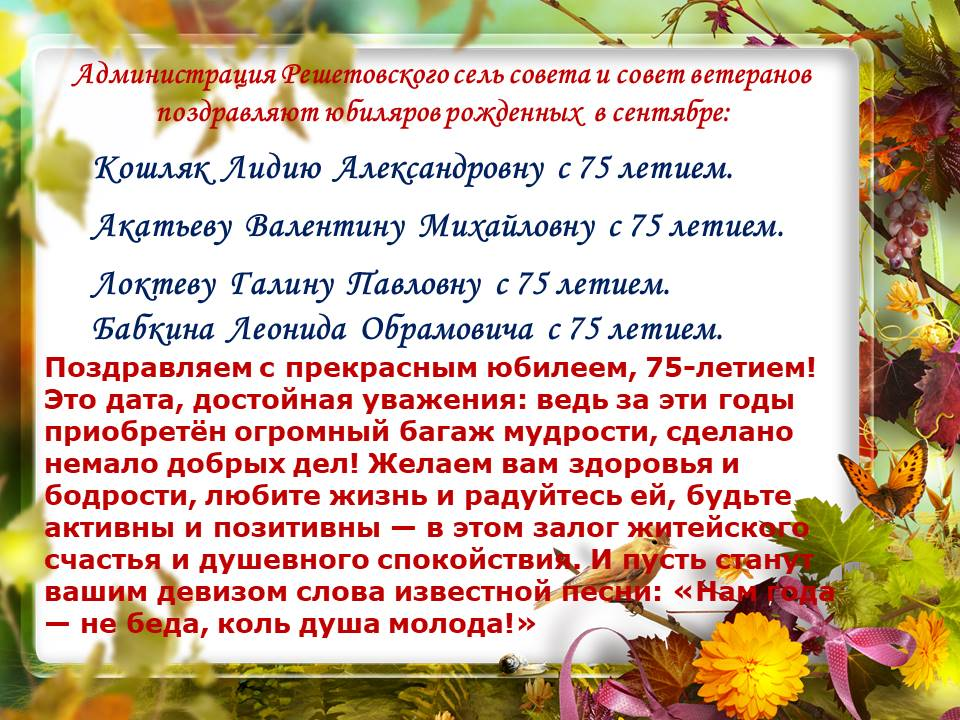 Администрация Решетовского сель совета и совет ветеранов
поздравляют юбиляров рожденных в сентябре:
Кошляк Лидию Александровну с 75 летием.
Акатьеву Валентину Михайловну с 75 летием.
Локтеву Галину Павловну с 75 летием.
Бабкина Леонида Обрамовича с 75 летием.
Поздравляем с прекрасным юбилеем, 75-летием!
Это дата, достойная уважения: ведь за эти годы
приобретён огромный багаж мудрости, сделано
немало добрых дел! Желаем вам здоровья и
бодрости, любите жизнь и радуйтесь ей, будьте
активны и позитивны — в этом залог житейского
счастья и душевного спокойствия. И пусть станут
вашим девизом слова известной песни: «Нам года
— не беда, коль душа молода!»